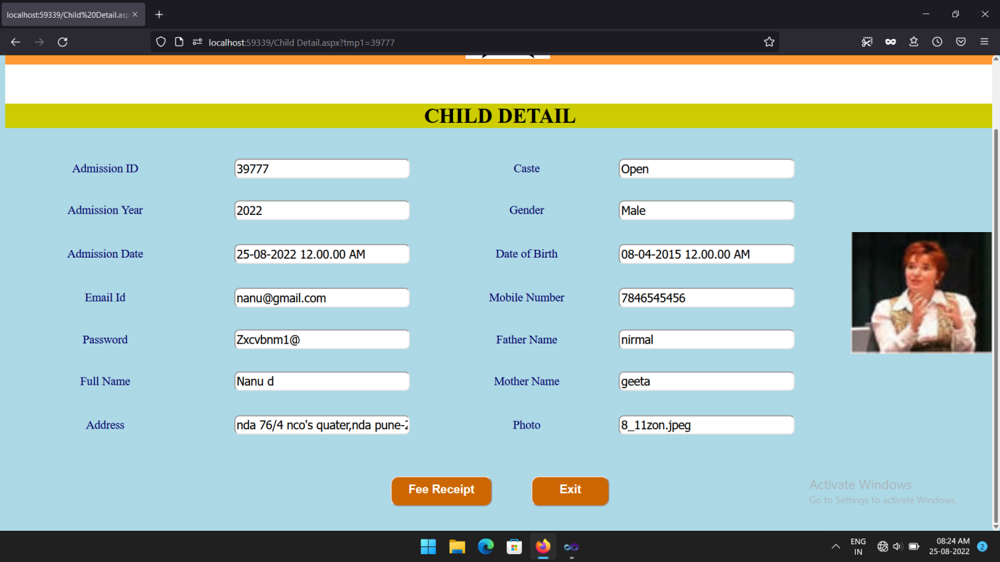 localhost:59339/Child%20Detail.asp
localhost:59339/Child Detail.aspx?tmp1=39777
CHILD DETAIL
Admission ID 39777 Caste Open
Admission Year 2022 Gender Male
Admission Date 25-08-2022 12.00.00 AM Date of Birth 08-04-2015 12.00.00 AM
Email Id nanu@gmail.com Mobile Number 7846545456
Password Zxcvbnm1@ Father Name nirmal
Full Name Nanu d Mother Name geeta
Address nda 76/4 nco's quater,nda pune-2 Photo 8_11zon.jpeg
Fee Receipt Exit
Activate Windows
Go to Settings to activate Windows.
ENG 08:24 AM
IN 25-08-2022 2